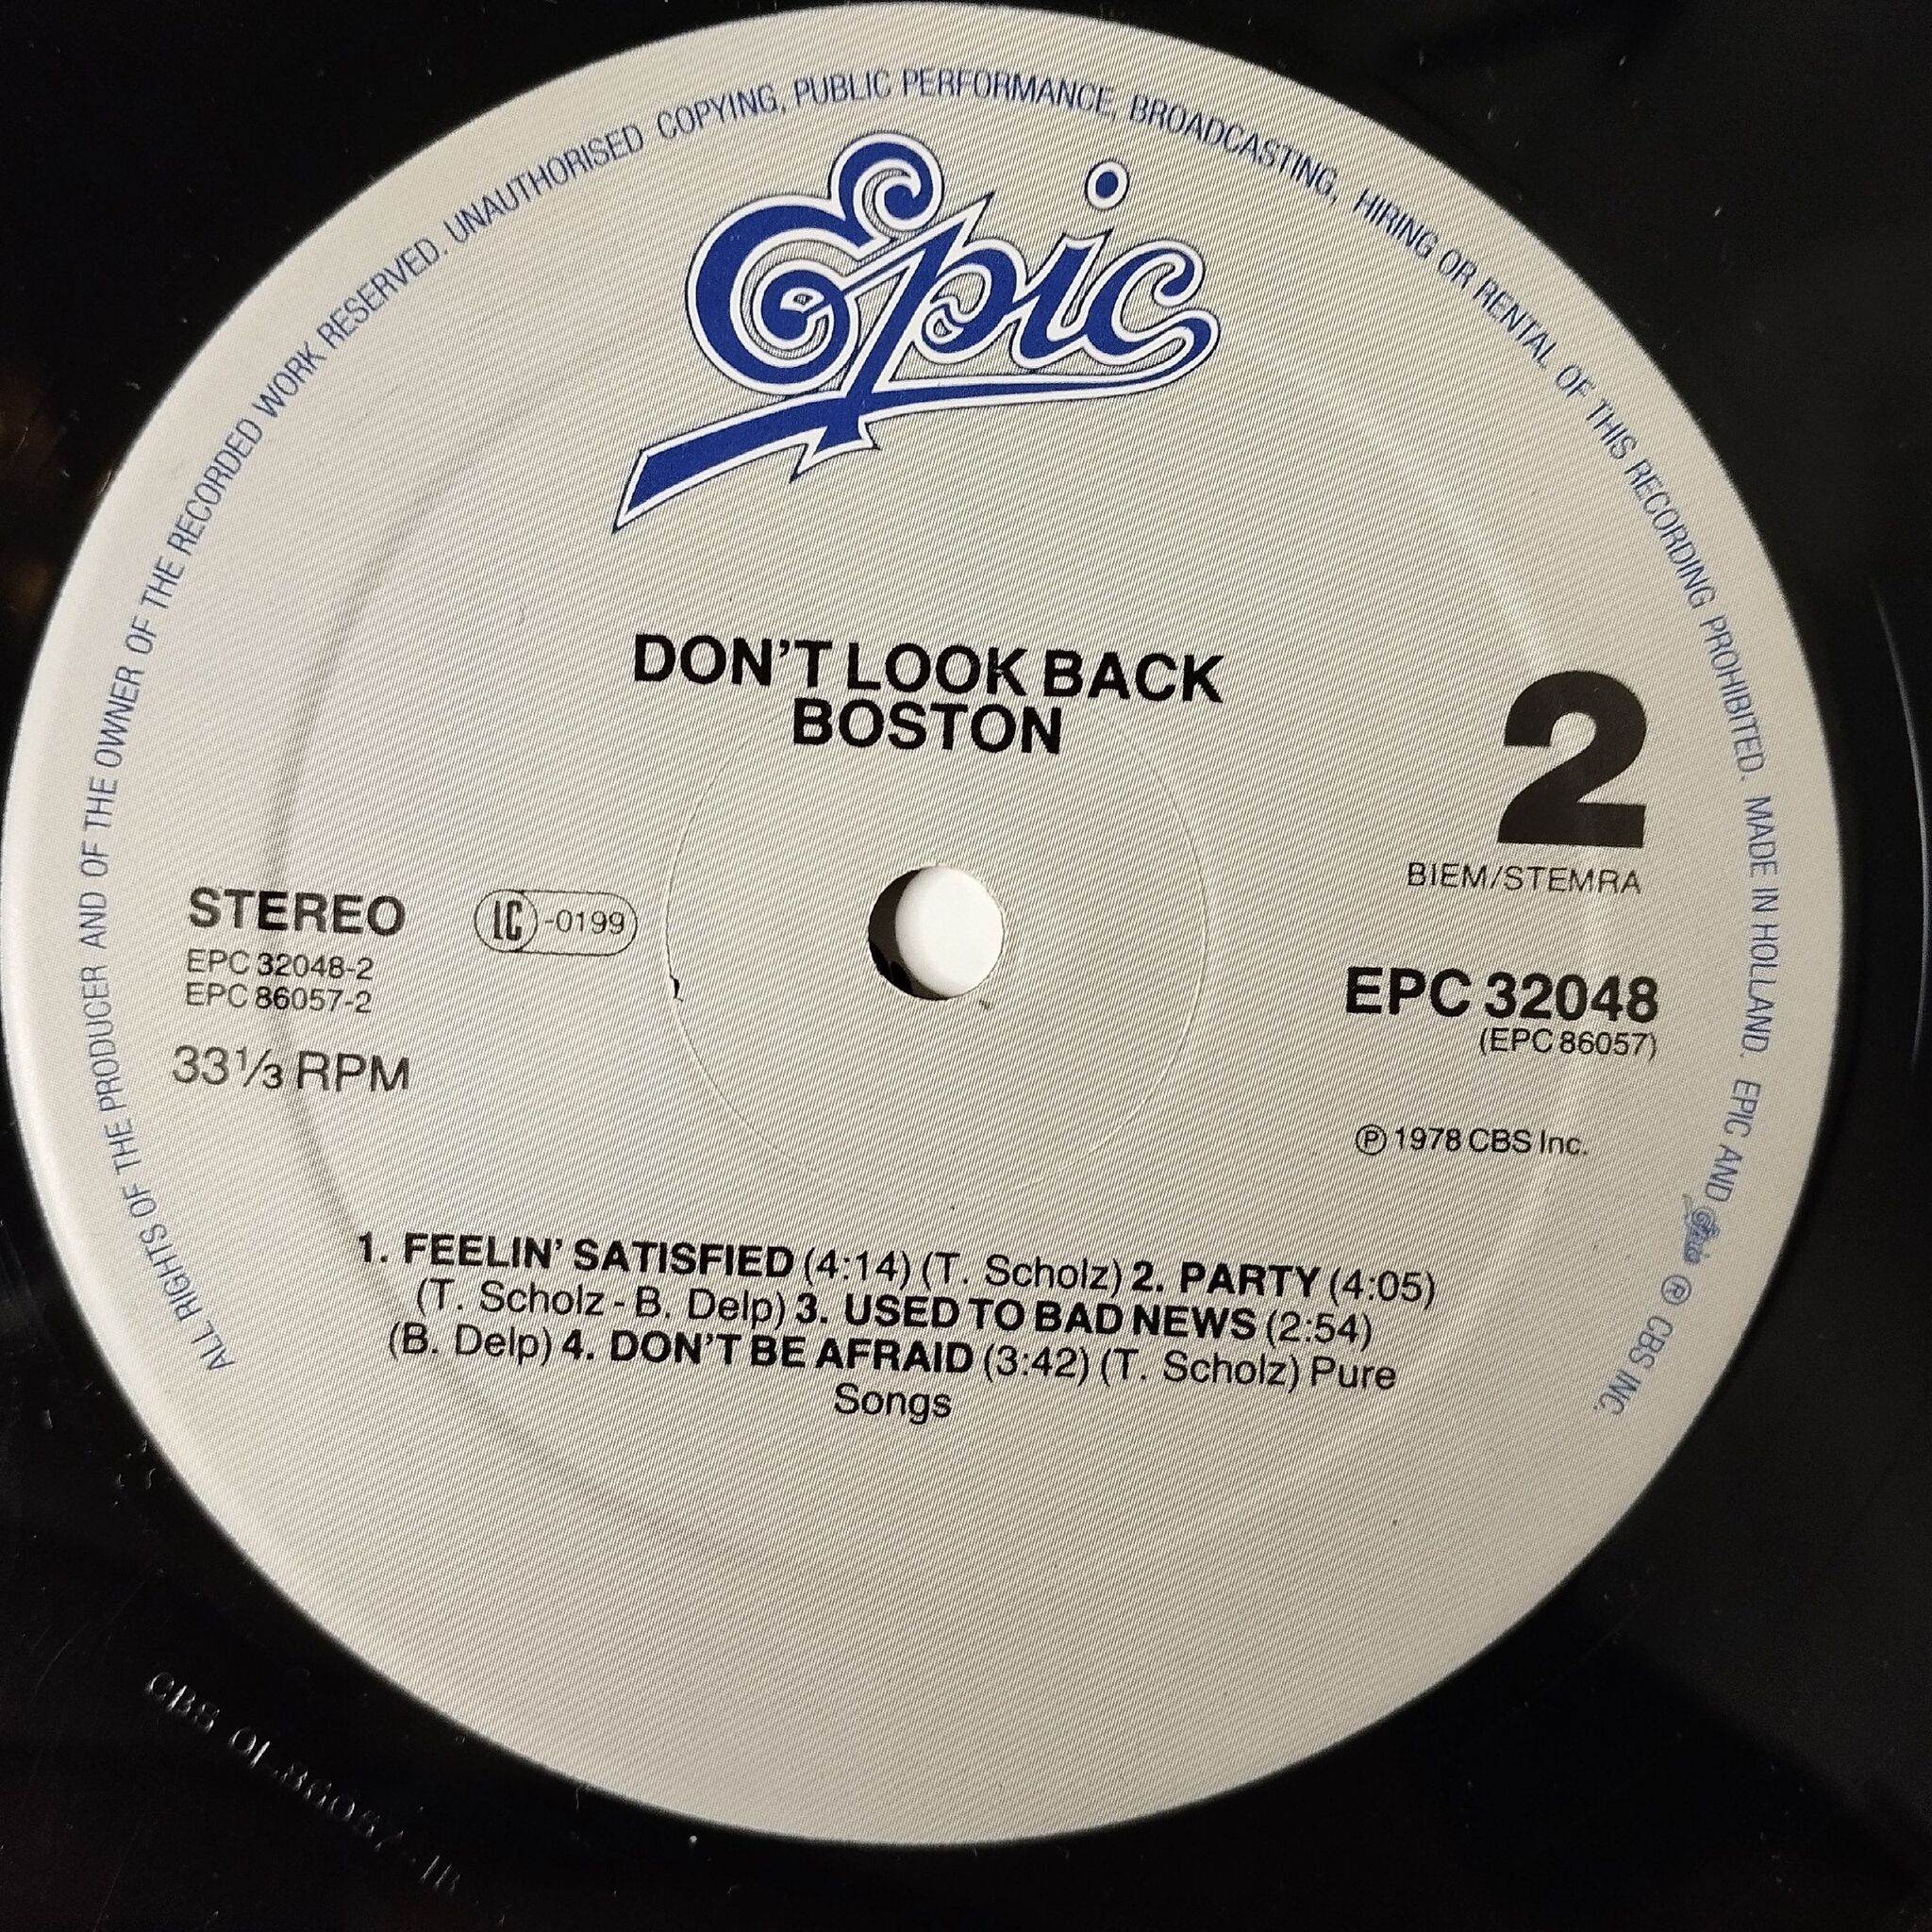 ALL RIGHTS OF THE PRODUCER AND OF THE OWNER OF THE RECORDED WORK RESERVED. UNAUTHORISED COPYING, PUBLIC PERFORMANCE, BROADCASTING, HIRING OR RENTAL OF THIS RECORDING PROHIBITED. MADE IN HOLLAND. EPIC AND Epic ® CBS INC.
Epic
DON'T LOOK BACK
BOSTON
2
BIEM/STEMRA
STEREO
LC-0199
EPC 32048-2
EPC 86057-2
33⅓ RPM
EPC 32048
(EPC 86057)
℗ 1978 CBS Inc.
1. FEELIN' SATISFIED (4:14) (T. Scholz) 2. PARTY (4:05)
(T. Scholz - B. Delp) 3. USED TO BAD NEWS (2:54)
(B. Delp) 4. DON'T BE AFRAID (3:42) (T. Scholz) Pure
Songs
CBS